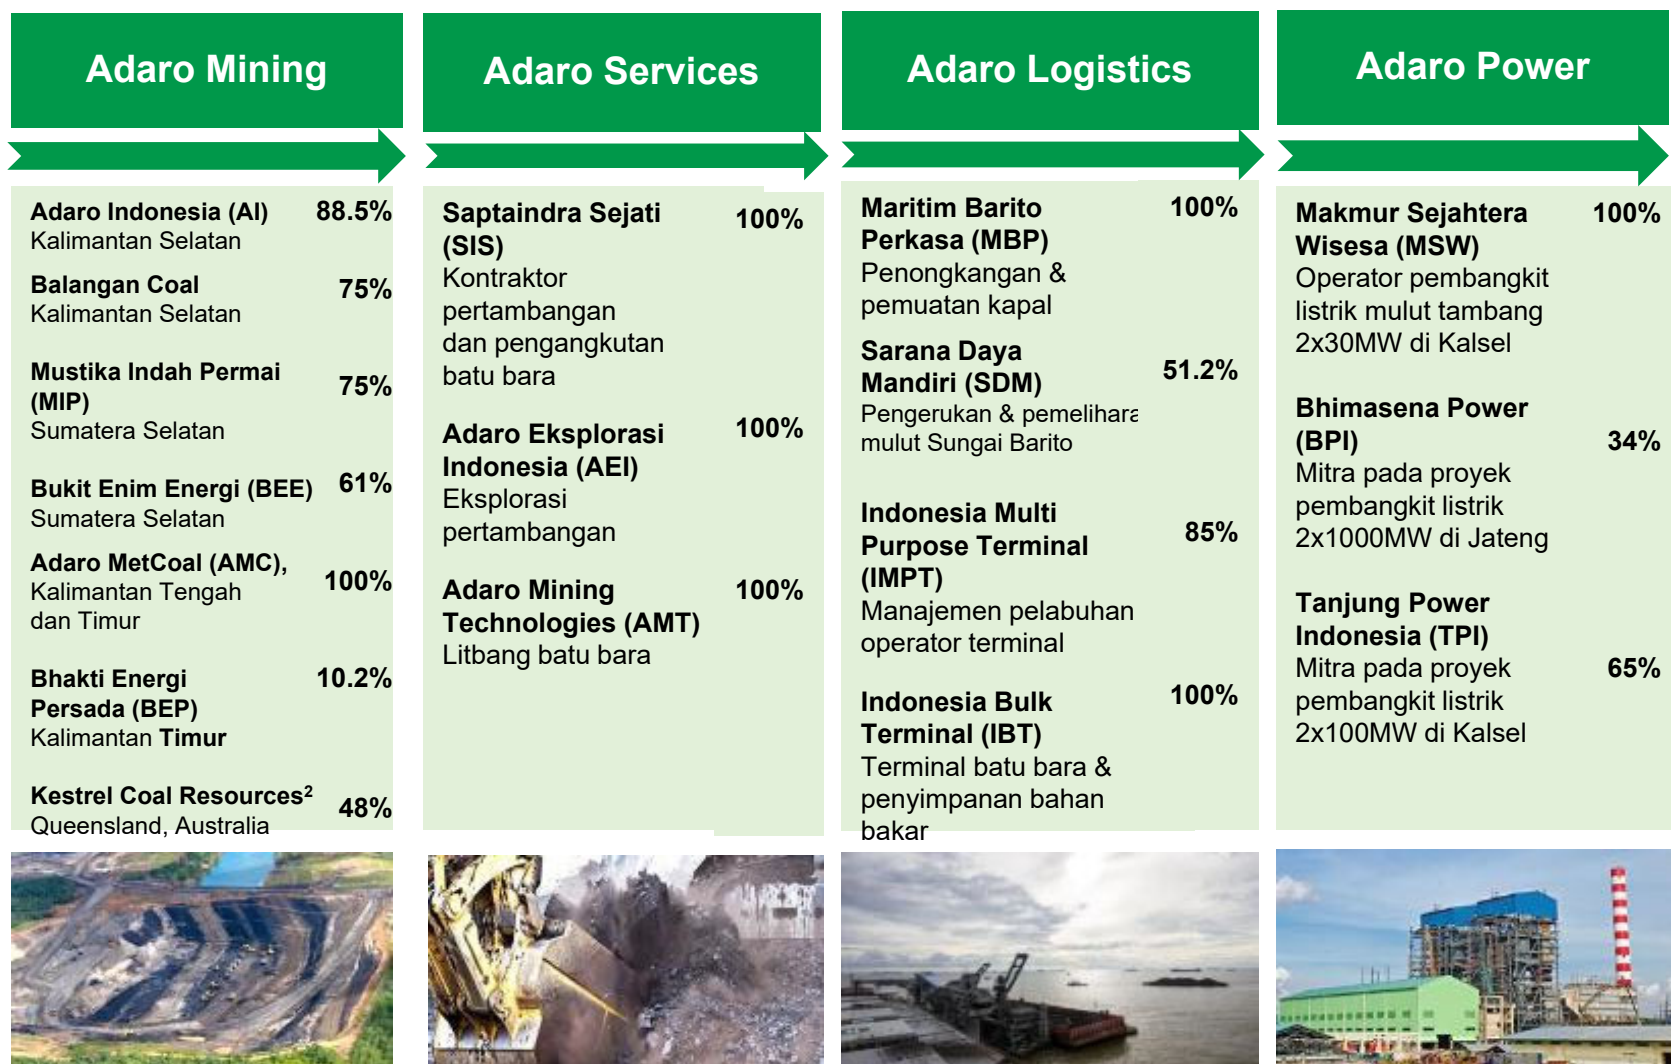 Adaro Mining
Adaro Indonesia (AI) 88.5%
Kalimantan Selatan
Balangan Coal 75%
Kalimantan Selatan
Mustika Indah Permai
(MIP) 75%
Sumatera Selatan
Bukit Enim Energi (BEE) 61%
Sumatera Selatan
Adaro MetCoal (AMC),
Kalimantan Tengah 100%
dan Timur
Bhakti Energi 10.2%
Persada (BEP)
Kalimantan Timur
Kestrel Coal Resources² 48%
Queensland, Australia
Adaro Services
Saptaindra Sejati 100%
(SIS)
Kontraktor
pertambangan
dan pengangkutan
batu bara
Adaro Eksplorasi 100%
Indonesia (AEI)
Eksplorasi
pertambangan
Adaro Mining 100%
Technologies (AMT)
Litbang batu bara
Adaro Logistics
Maritim Barito 100%
Perkasa (MBP)
Penongkangan &
pemuatan kapal
Sarana Daya
Mandiri (SDM) 51.2%
Pengerukan & pemelihara
mulut Sungai Barito
Indonesia Multi
Purpose Terminal 85%
(IMPT)
Manajemen pelabuhan
operator terminal
Indonesia Bulk 100%
Terminal (IBT)
Terminal batu bara &
penyimpanan bahan
bakar
Adaro Power
Makmur Sejahtera 100%
Wisesa (MSW)
Operator pembangkit
listrik mulut tambang
2x30MW di Kalsel
Bhimasena Power
(BPI) 34%
Mitra pada proyek
pembangkit listrik
2x1000MW di Jateng
Tanjung Power
Indonesia (TPI)
Mitra pada proyek 65%
pembangkit listrik
2x100MW di Kalsel